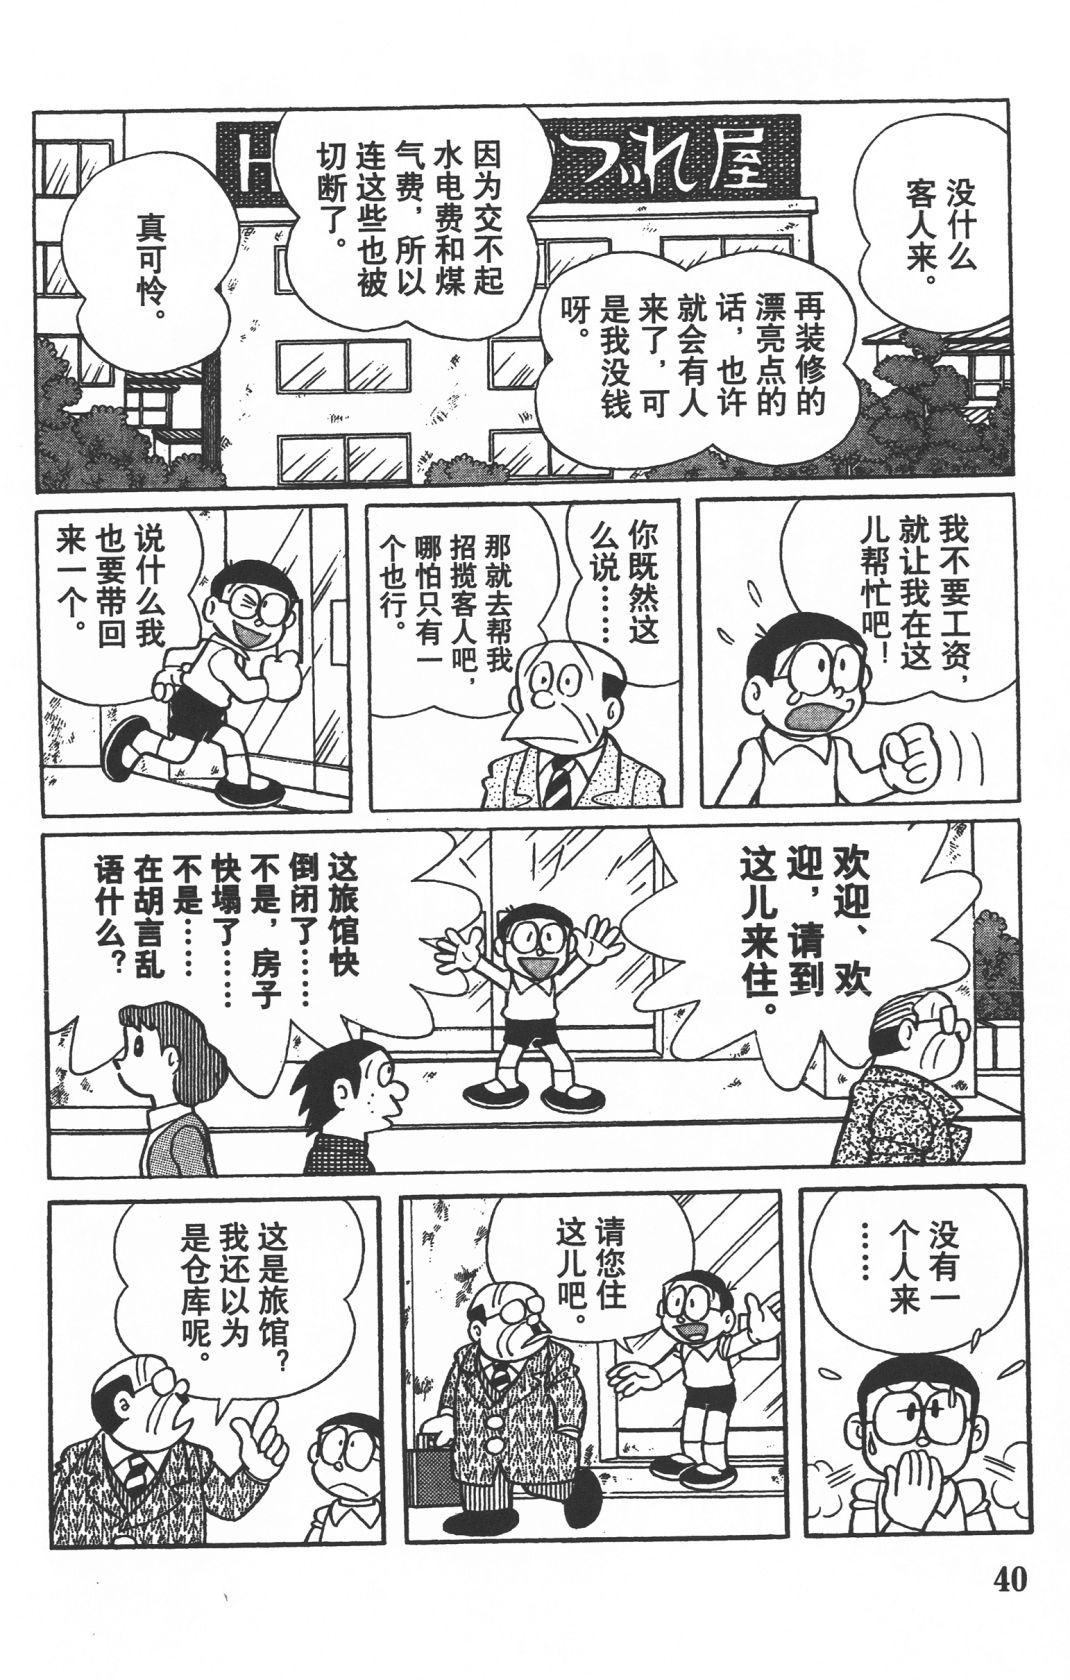 H
つぶれ屋
没什么
客人来。
再装修的
漂亮点的
话，也许
就会有人
来了，可
是我没钱
呀。
因为交不起
水电费和煤
气费，所以
连这些也被
切断了。
真可怜。
我不要工资，
就让我在这
儿帮忙吧！
你既然这
么说……
那就去帮我
招揽客人吧，
哪怕只有一
个也行。
说什么我
也要带回
来一个。
欢迎、欢
迎，请到
这儿来住。
这旅馆快
倒闭了……
不是，房子
快塌了……
不是……
在胡言乱
语什么？
没有一
个人来
……
请您住
这儿吧。
这是旅馆？
我还以为
是仓库呢。
40